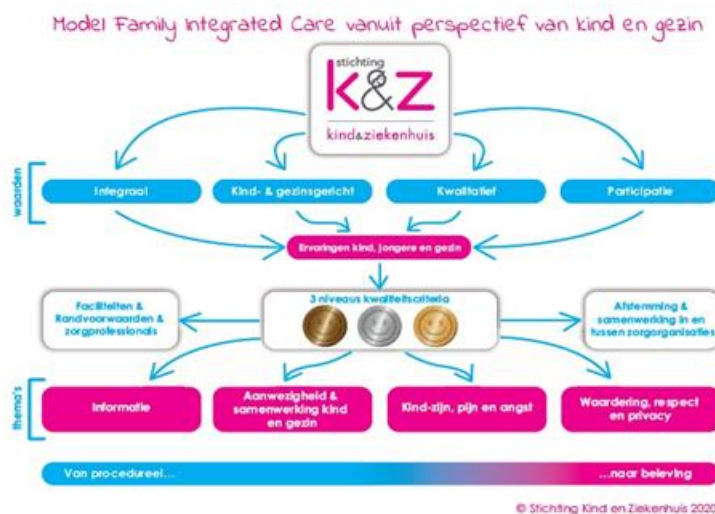 Model Family Integrated Care vanuit perspectief van kind en gezin
stichting
k&z
kind&ziekenhuis
waarden
Integraal
Kind- & gezinsgericht
Kwalitatief
Participatie
Ervaringen kind, jongere en gezin
Faciliteiten &
Randvoorwaarden &
zorgprofessionals
3 niveaus kwaliteitscriteria
Afstemming &
samenwerking in en
tussen zorgorganisaties
thema's
Informatie
Aanwezigheid &
samenwerking kind
en gezin
Kind-zijn, pijn en angst
Waardering, respect
en privacy
Van procedureel...
...naar beleving
© Stichting Kind en Ziekenhuis 2020